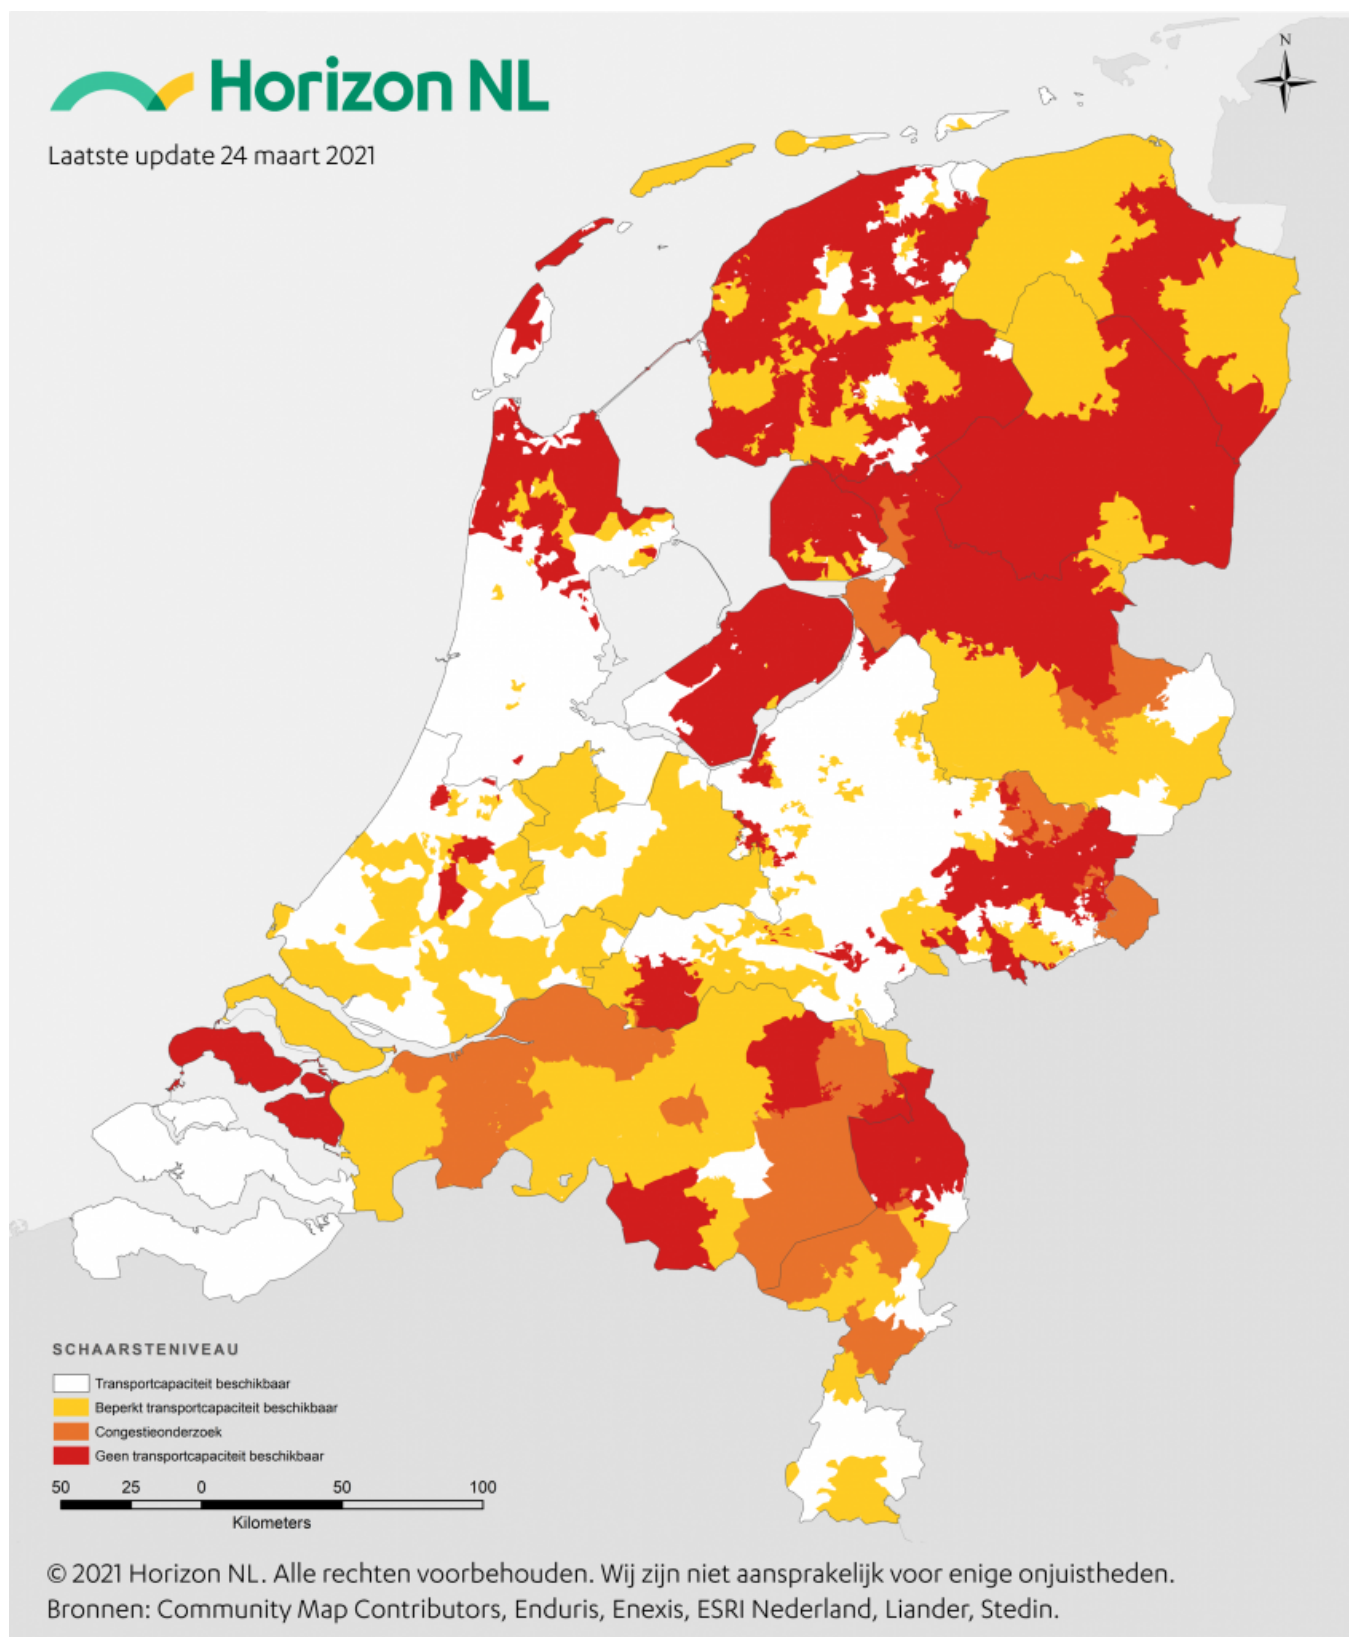 Horizon NL
Laatste update 24 maart 2021
N
SCHAARSTENIVEAU
Transportcapaciteit beschikbaar
Beperkt transportcapaciteit beschikbaar
Congestieonderzoek
Geen transportcapaciteit beschikbaar
50 25 0 50 100
Kilometers
© 2021 Horizon NL. Alle rechten voorbehouden. Wij zijn niet aansprakelijk voor enige onjuistheden.
Bronnen: Community Map Contributors, Enduris, Enexis, ESRI Nederland, Liander, Stedin.